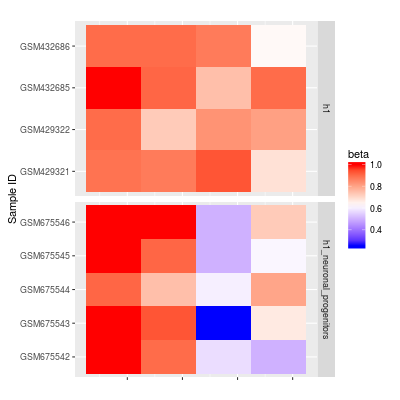 GSM432686
GSM432685
GSM429322
GSM429321
h1
GSM675546
GSM675545
GSM675544
GSM675543
GSM675542
h1_neuronal_progenitors
Sample ID
beta
1.0
0.8
0.6
0.4